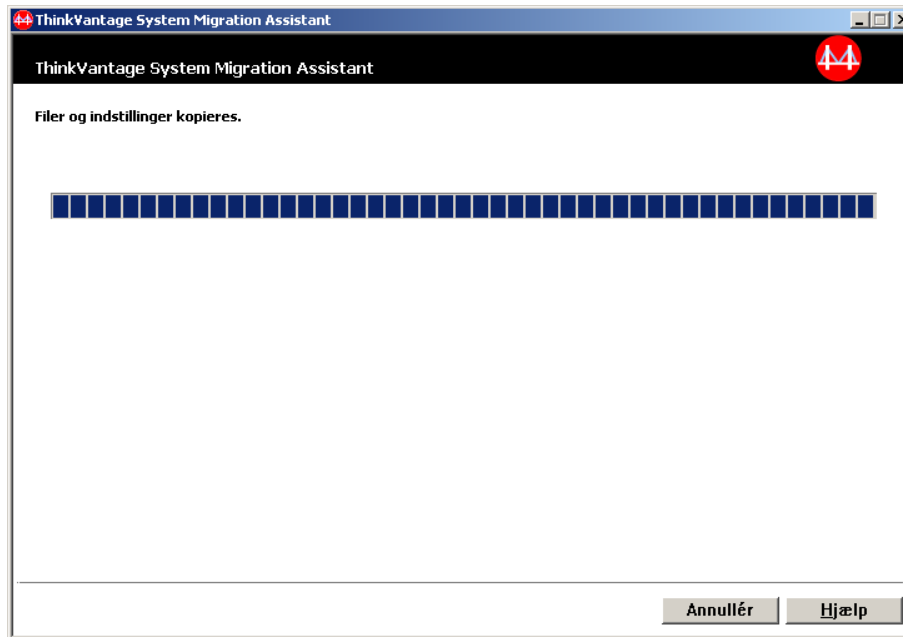 ThinkVantage System Migration Assistant
ThinkVantage System Migration Assistant
Filer og indstillinger kopieres.
Annullér
Hjælp